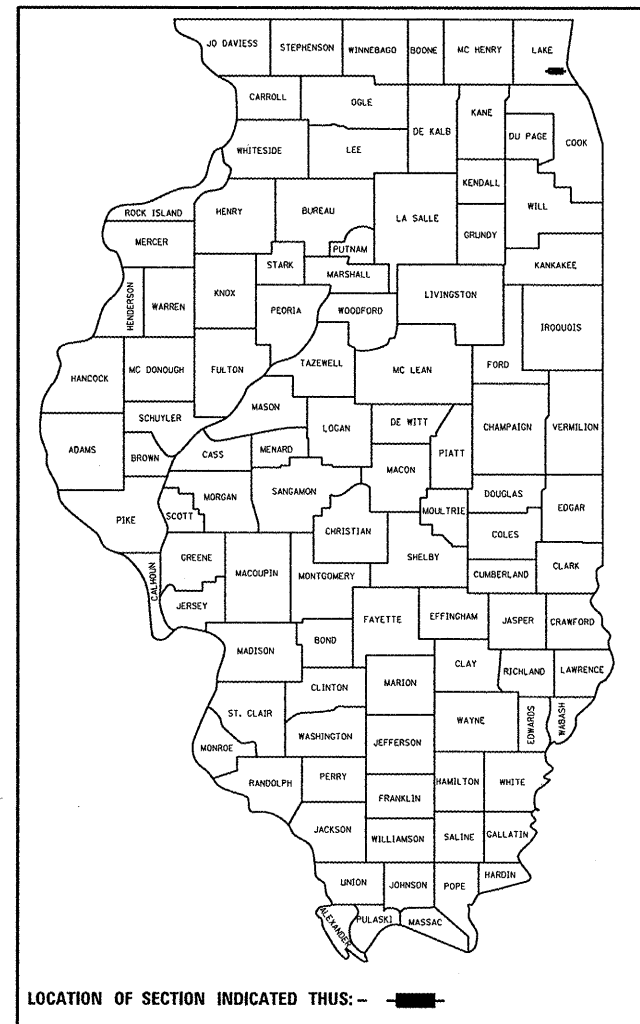 JO DAVIESS STEPHENSON WINNEBAGO BOONE MC HENRY LAKE
CARROLL OGLE DE KALB KANE DU PAGE COOK
WHITESIDE LEE
KENDALL WILL
ROCK ISLAND HENRY BUREAU LA SALLE
MERCER PUTNAM GRUNDY
STARK MARSHALL KANKAKEE
HENDERSON WARREN KNOX PEORIA WOODFORD LIVINGSTON IROQUOIS
HANCOCK MC DONOUGH FULTON TAZEWELL MC LEAN FORD
SCHUYLER MASON LOGAN DE WITT CHAMPAIGN VERMILION
ADAMS BROWN CASS MENARD MACON PIATT
PIKE SCOTT MORGAN SANGAMON CHRISTIAN MOULTRIE DOUGLAS EDGAR
COLES
CALHOUN GREENE MACOUPIN MONTGOMERY SHELBY CUMBERLAND CLARK
JERSEY FAYETTE EFFINGHAM JASPER CRAWFORD
MADISON BOND
CLAY RICHLAND LAWRENCE
CLINTON MARION
ST. CLAIR WASHINGTON JEFFERSON WAYNE EDWARDS WABASH
MONROE
RANDOLPH PERRY HAMILTON WHITE
FRANKLIN
JACKSON WILLIAMSON SALINE GALLATIN
UNION JOHNSON POPE HARDIN
ALEXANDER PULASKI MASSAC
LOCATION OF SECTION INDICATED THUS: -